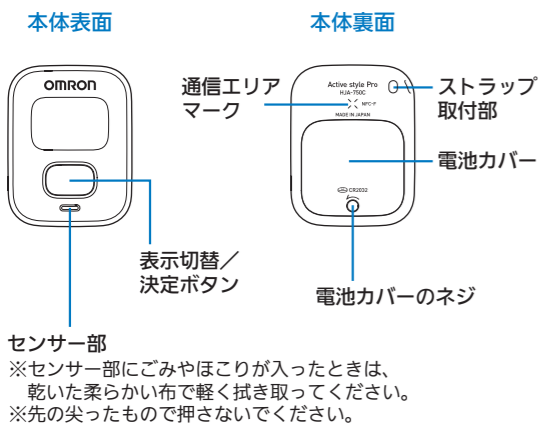 本体表面
本体裏面
OMRON
通信エリア
マーク
Active style Pro
HJA-750C
NFC-F
MADE IN JAPAN
ストラップ
取付部
電池カバー
CR2032
表示切替／
決定ボタン
電池カバーのネジ
センサー部
※センサー部にごみやほこりが入ったときは、
乾いた柔らかい布で軽く拭き取ってください。
※先の尖ったもので押さないでください。